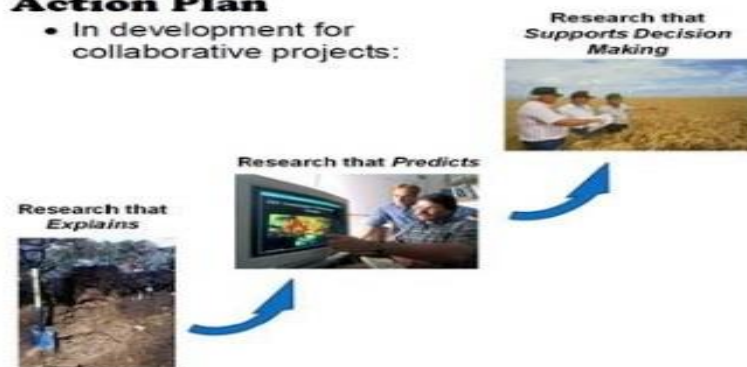 Action Plan
• In development for
collaborative projects:
Research that
Supports Decision
Making
Research that Predicts
Research that
Explains